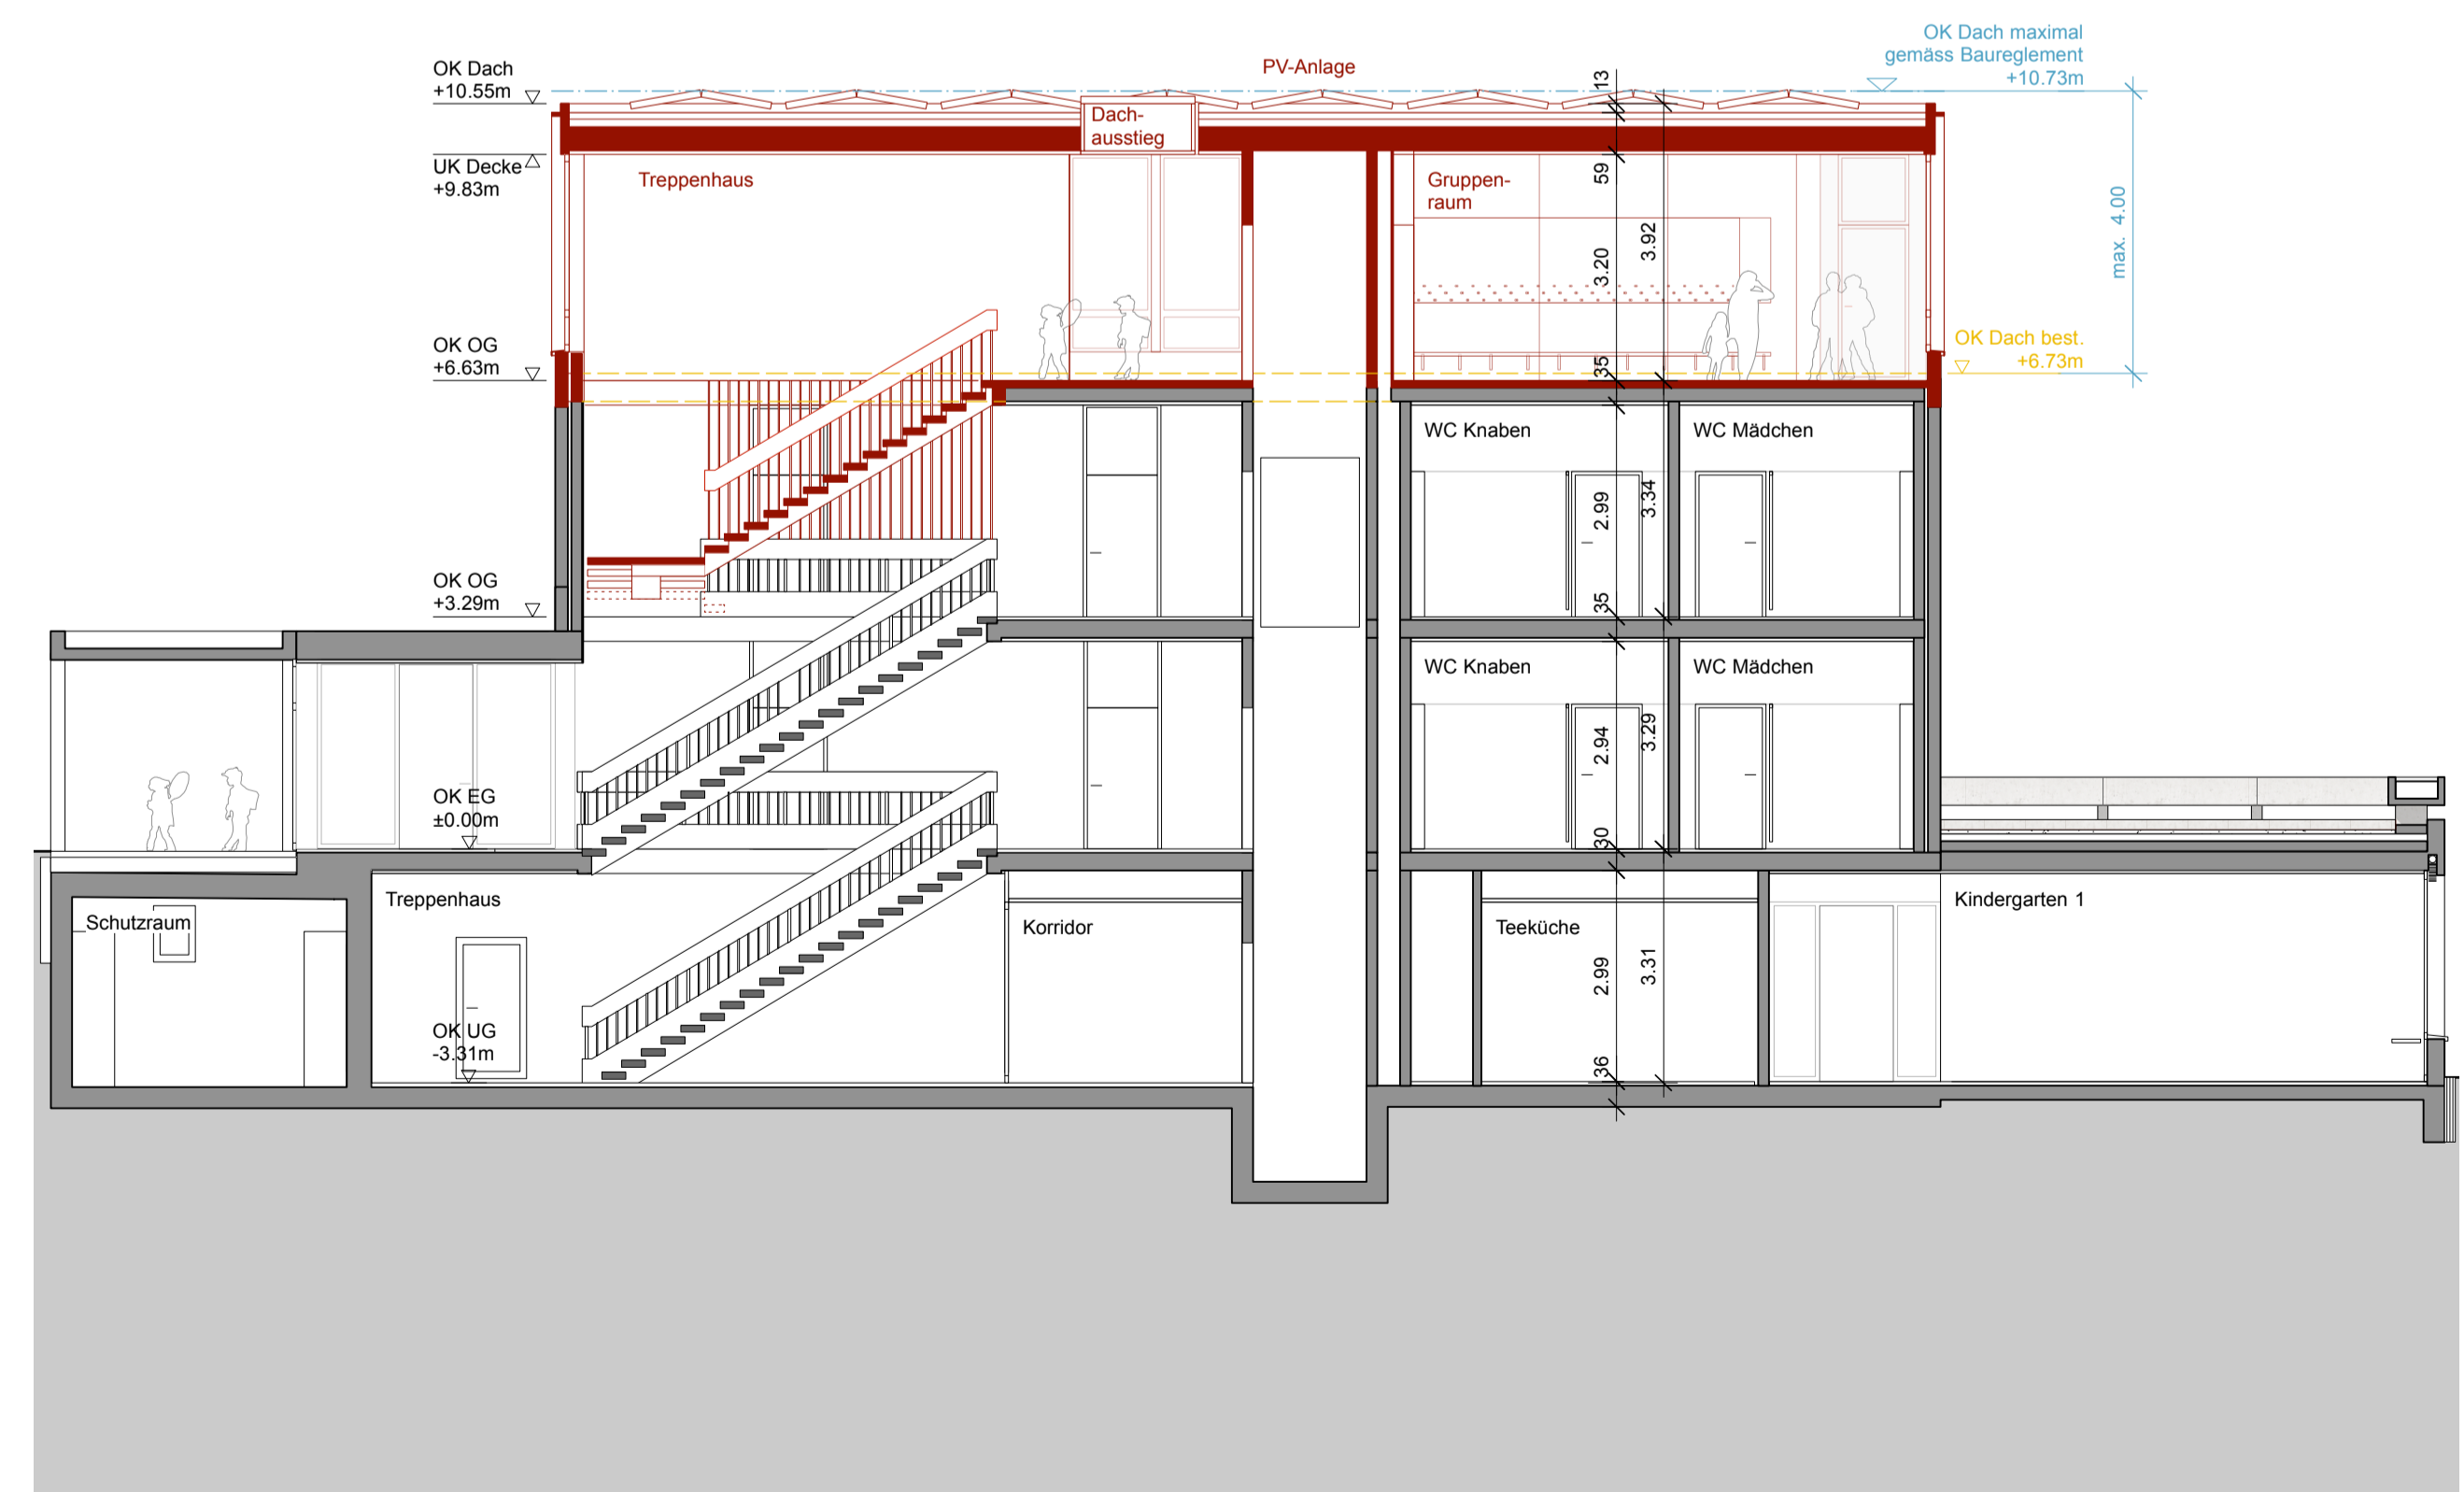 OK Dach maximal
gemäss Baureglement
+10.73m
OK Dach
+10.55m
PV-Anlage
13
Dach-
ausstieg
UK Decke
+9.83m
Treppenhaus
59
Gruppen-
raum
max. 4.00
3.20
3.92
OK OG
+6.63m
35
OK Dach best.
+6.73m
WC Knaben
WC Mädchen
2.99
3.34
OK OG
+3.29m
35
WC Knaben
WC Mädchen
2.94
3.29
OK EG
±0.00m
30
Schutzraum
Treppenhaus
Korridor
Teeküche
Kindergarten 1
2.99
3.31
OK UG
-3.31m
36